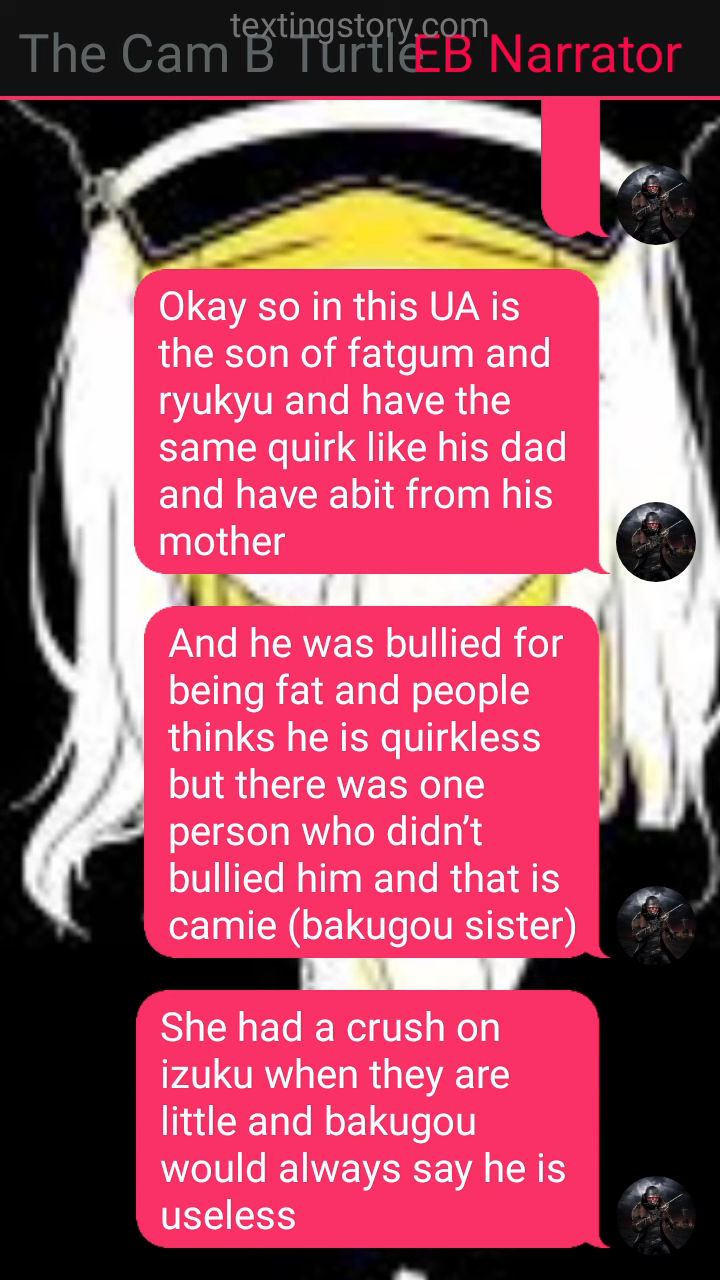 textingstory.com
The Cam B Turtle EB Narrator
Okay so in this UA is
the son of fatgum and
ryukyu and have the
same quirk like his dad
and have abit from his
mother
And he was bullied for
being fat and people
thinks he is quirkless
but there was one
person who didn't
bullied him and that is
camie (bakugou sister)
She had a crush on
izuku when they are
little and bakugou
would always say he is
useless